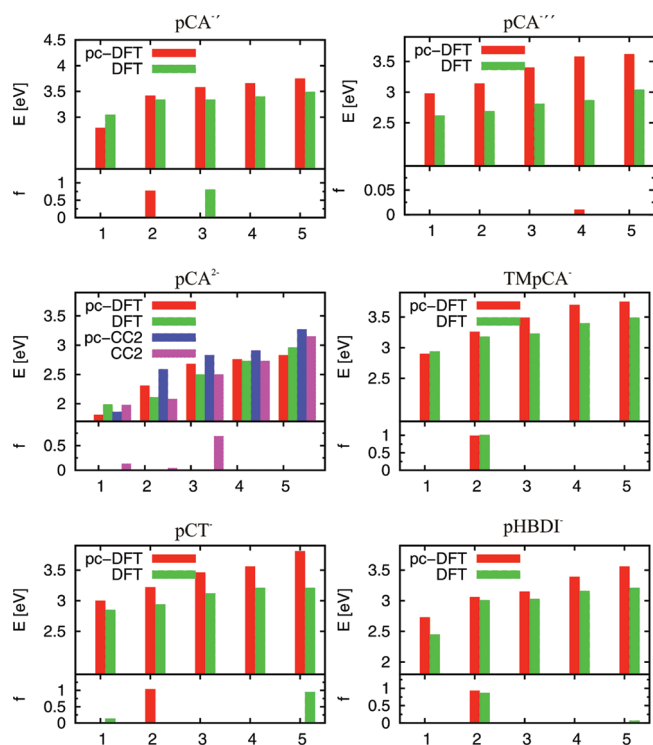 pCA⁻′
pc−DFT
DFT
E [eV]
4.5
4
3.5
3
f
1
0.5
0
1 2 3 4 5
pCA⁻′′
pc−DFT
DFT
E [eV]
3.5
3
2.5
f
0.05
0
1 2 3 4 5
pCA²⁻
pc−DFT
DFT
pc−CC2
CC2
E [eV]
3.5
3
2.5
2
f
0.5
0
1 2 3 4 5
TMpCA⁻
pc−DFT
DFT
E [eV]
3.5
3
2.5
f
1
0.5
0
1 2 3 4 5
pCT⁻
pc−DFT
DFT
E [eV]
3.5
3
2.5
f
1
0.5
0
1 2 3 4 5
pHBDI⁻
pc−DFT
DFT
E [eV]
3.5
3
2.5
2
f
1
0.5
0
1 2 3 4 5